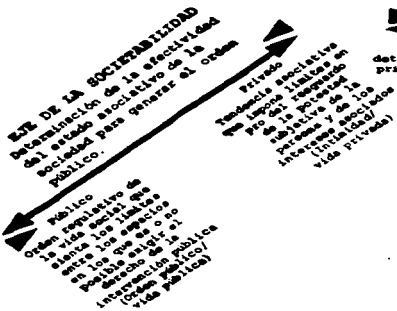 EJE DE LA SOCIETABILIDAD
Determinación de la efectividad
del estado asociativo de la
sociedad para generar el orden
público.
Privado
Tendencia asociativa
que impone límites en
pro del resguardo
de la potestad
subjetiva de la
persona y de los
intereses asociados
(Intimidad/
vida privada)
det
pri
Público
Orden regulativo de
la vida social que
sienta los límites
entre los espacios
en los que es o no
posible exigir el
derecho de la
intervención pública
(Orden público/
vida pública)